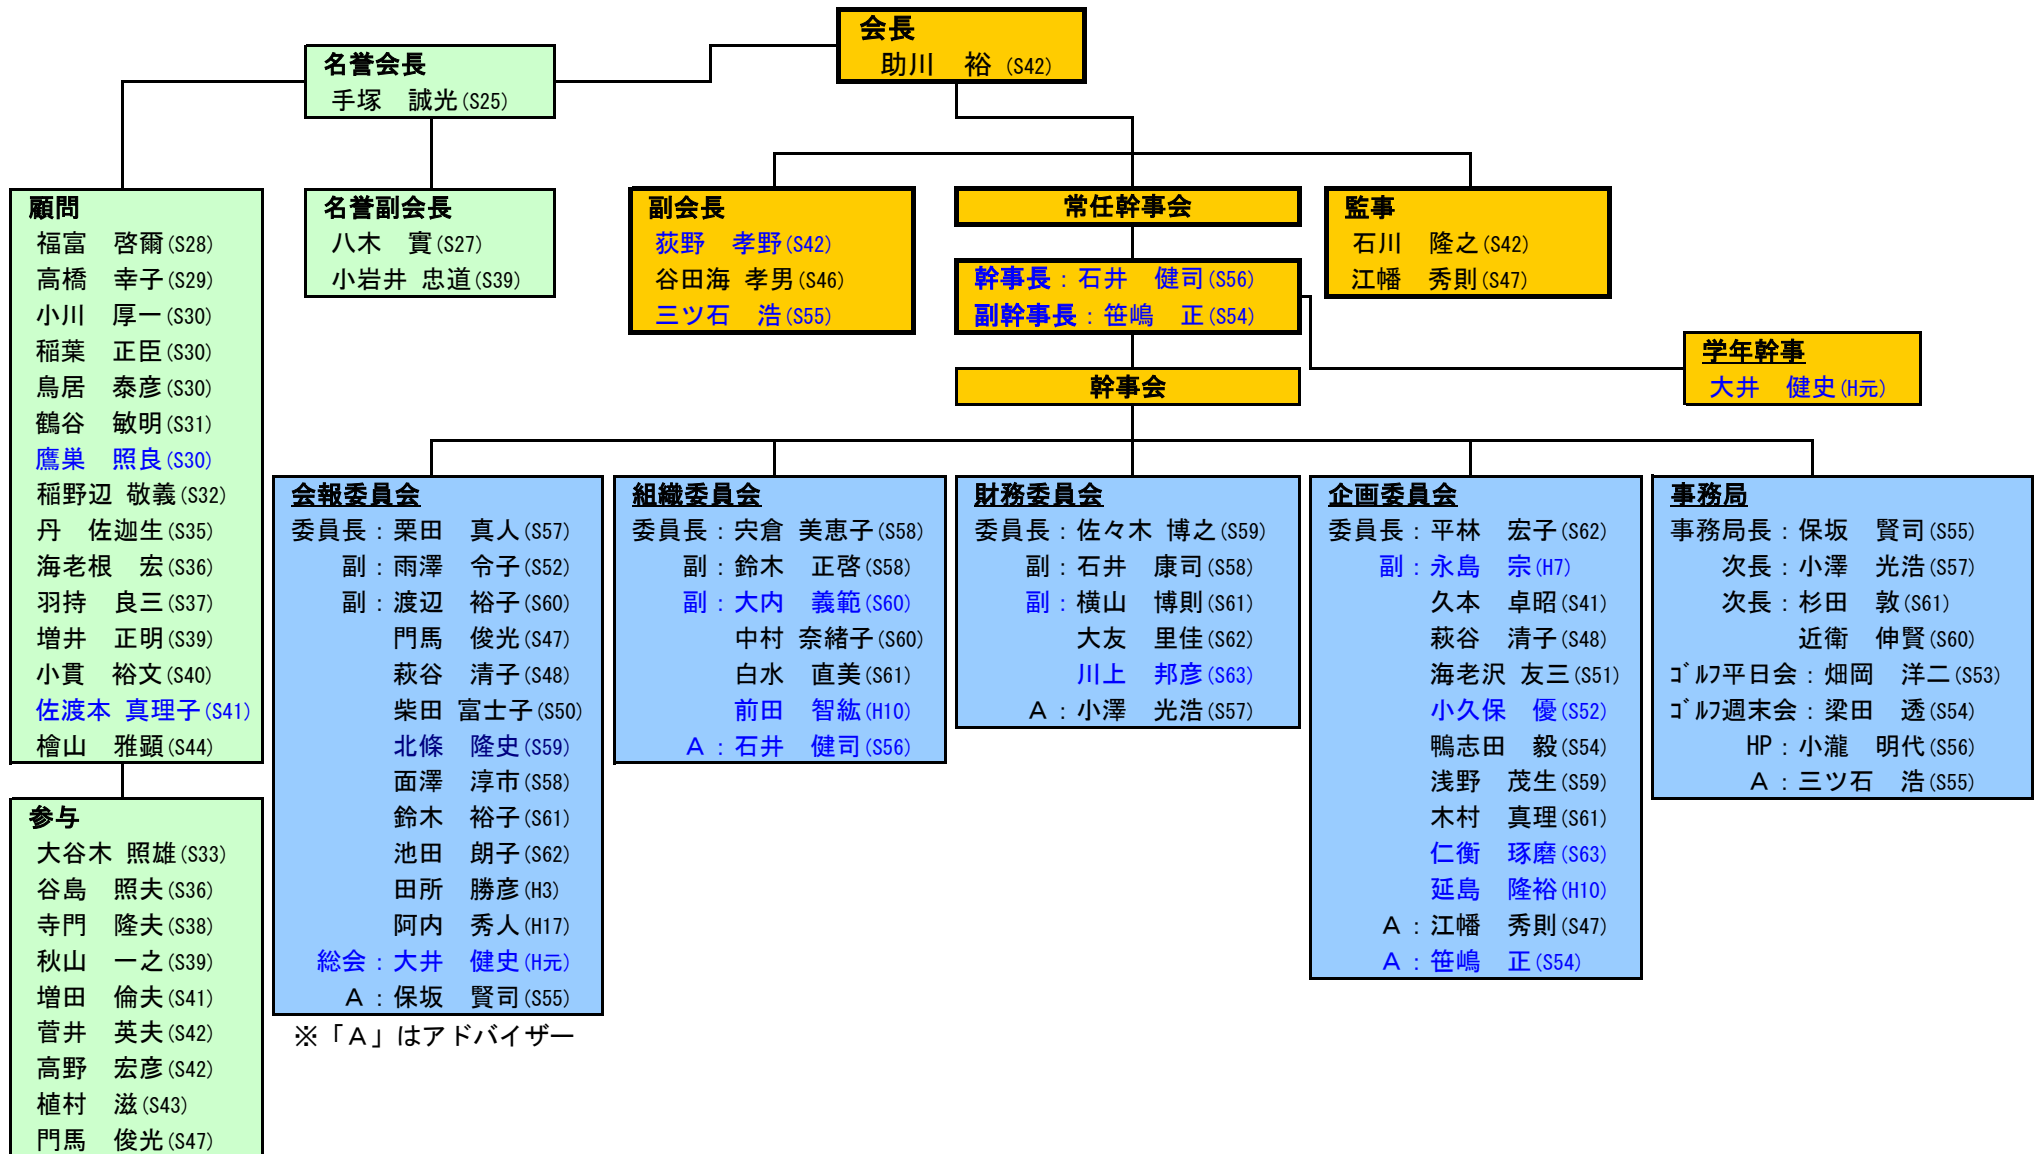 会長
助川　裕 (S42)
名誉会長
手塚　誠光(S25)
顧問
福富　啓爾(S28)
高橋　幸子(S29)
小川　厚一(S30)
稲葉　正臣(S30)
鳥居　泰彦(S30)
鶴谷　敏明(S31)
鷹巣　照良(S30)
稲野辺 敬義(S32)
丹　佐迦生(S35)
海老根　宏(S36)
羽持　良三(S37)
増井　正明(S39)
小貫　裕文(S40)
佐渡本 真理子(S41)
檜山　雅顕(S44)
参与
大谷木 照雄(S33)
谷島　照夫(S36)
寺門　隆夫(S38)
秋山　一之(S39)
増田　倫夫(S41)
菅井　英夫(S42)
高野　宏彦(S42)
植村　滋(S43)
門馬　俊光(S47)
名誉副会長
八木　實(S27)
小岩井 忠道(S39)
副会長
荻野　孝野(S42)
谷田海 孝男(S46)
三ツ石　浩(S55)
常任幹事会
幹事長：石井　健司(S56)
副幹事長：笹嶋　正(S54)
監事
石川　隆之(S42)
江幡　秀則(S47)
学年幹事
大井　健史(H元)
幹事会
会報委員会
委員長：栗田　真人(S57)
副：雨澤　令子(S52)
副：渡辺　裕子(S60)
門馬　俊光(S47)
萩谷　清子(S48)
柴田 富士子(S50)
北條　隆史(S59)
面澤　淳市(S58)
鈴木　裕子(S61)
池田　朗子(S62)
田所　勝彦(H3)
阿内　秀人(H17)
総会：大井　健史(H元)
Ａ：保坂　賢司(S55)
※「Ａ」はアドバイザー
組織委員会
委員長：宍倉 美恵子(S58)
副：鈴木　正啓(S58)
副：大内　義範(S60)
中村 奈緒子(S60)
白水　直美(S61)
前田　智紘(H10)
Ａ：石井　健司(S56)
財務委員会
委員長：佐々木 博之(S59)
副：石井　康司(S58)
副：横山　博則(S61)
大友　里佳(S62)
川上　邦彦(S63)
Ａ：小澤　光浩(S57)
企画委員会
委員長：平林　宏子(S62)
副：永島　宗(H7)
久本　卓昭(S41)
萩谷　清子(S48)
海老沢 友三(S51)
小久保　優(S52)
鴨志田　毅(S54)
浅野　茂生(S59)
木村　真理(S61)
仁衡　琢磨(S63)
延島　隆裕(H10)
Ａ：江幡　秀則(S47)
Ａ：笹嶋　正(S54)
事務局
事務局長：保坂　賢司(S55)
次長：小澤　光浩(S57)
次長：杉田　敦(S61)
近衛　伸賢(S60)
ｺﾞﾙﾌ平日会：畑岡　洋二(S53)
ｺﾞﾙﾌ週末会：梁田　透(S54)
HP：小瀧　明代(S56)
Ａ：三ツ石　浩(S55)